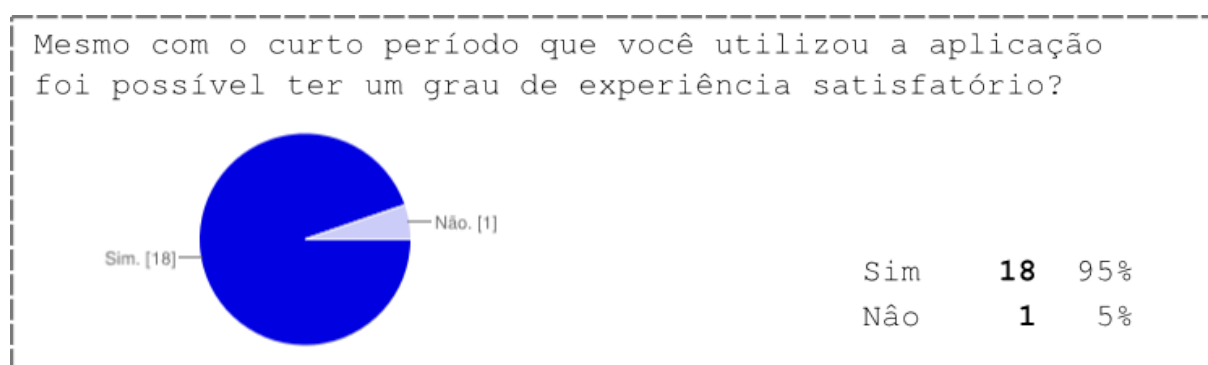 Mesmo com o curto período que você utilizou a aplicação
foi possível ter um grau de experiência satisfatório?
Não. [1]
Sim. [18]
Sim 18 95%
Nâo 1 5%